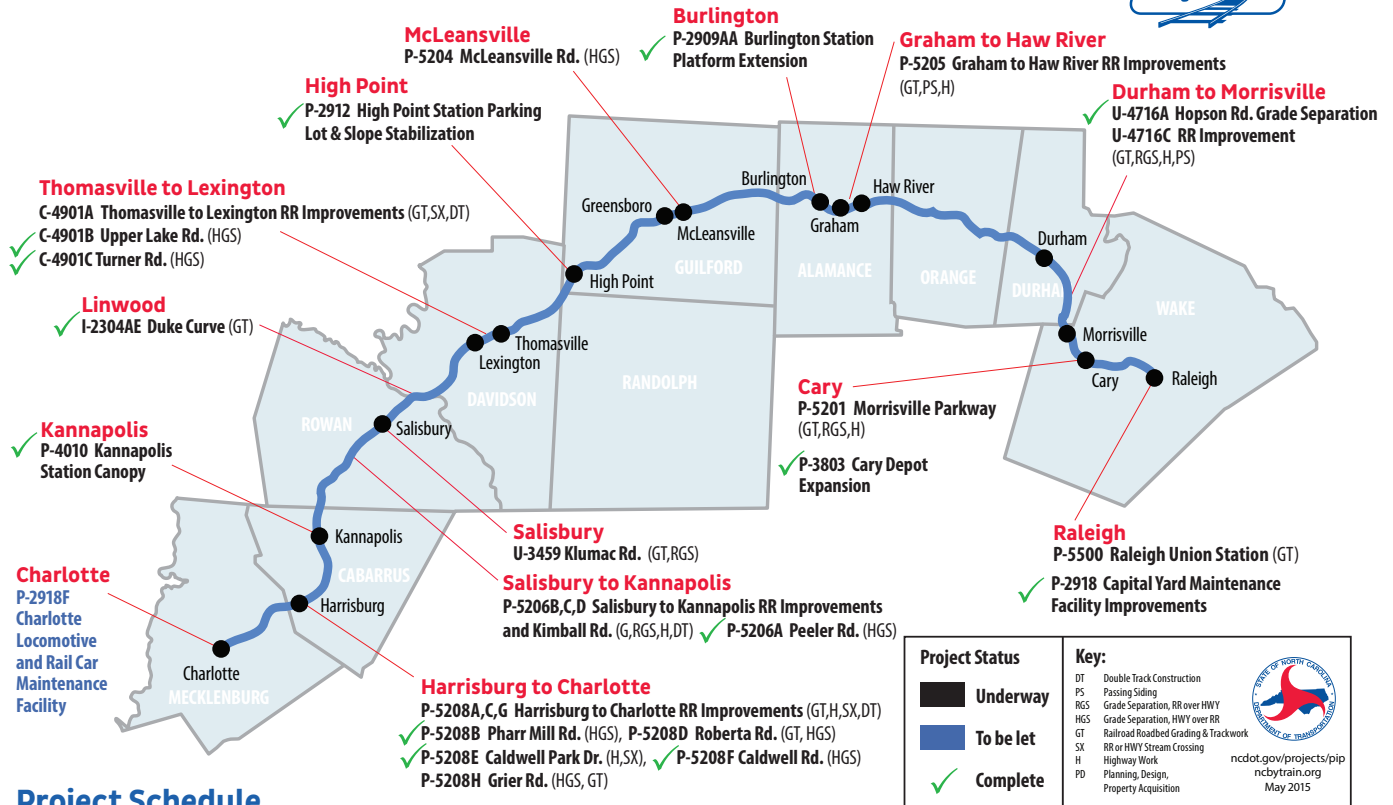 McLeansville
P-5204 McLeansville Rd. (HGS)
Burlington
P-2909AA Burlington Station
Platform Extension
Graham to Haw River
P-5205 Graham to Haw River RR Improvements
(GT,PS,H)
High Point
P-2912 High Point Station Parking
Lot & Slope Stabilization
Durham to Morrisville
U-4716A Hopson Rd. Grade Separation
U-4716C RR Improvement
(GT,RGS,H,PS)
Thomasville to Lexington
C-4901A Thomasville to Lexington RR Improvements (GT,SX,DT)
C-4901B Upper Lake Rd. (HGS)
C-4901C Turner Rd. (HGS)
Linwood
I-2304AE Duke Curve (GT)
Kannapolis
P-4010 Kannapolis
Station Canopy
Charlotte
P-2918F
Charlotte
Locomotive
and Rail Car
Maintenance
Facility
Burlington
Haw River
Greensboro
McLeansville
Graham
Durham
High Point
GUILFORD
ALAMANCE
ORANGE
DURHA
WAKE
Morrisville
Thomasville
Lexington
Cary
Raleigh
RANDOLPH
DAVIDSON
ROWAN
Salisbury
Kannapolis
CABARRUS
Harrisburg
Charlotte
MECKLENBURG
Cary
P-5201 Morrisville Parkway
(GT,RGS,H)
P-3803 Cary Depot
Expansion
Salisbury
U-3459 Klumac Rd. (GT,RGS)
Salisbury to Kannapolis
P-5206B,C,D Salisbury to Kannapolis RR Improvements
and Kimball Rd. (G,RGS,H,DT) P-5206A Peeler Rd. (HGS)
Raleigh
P-5500 Raleigh Union Station (GT)
P-2918 Capital Yard Maintenance
Facility Improvements
Harrisburg to Charlotte
P-5208A,C,G Harrisburg to Charlotte RR Improvements (GT,H,SX,DT)
P-5208B Pharr Mill Rd. (HGS), P-5208D Roberta Rd. (GT, HGS)
P-5208E Caldwell Park Dr. (H,SX), P-5208F Caldwell Rd. (HGS)
P-5208H Grier Rd. (HGS, GT)
Project Status
Underway
To be let
Complete
Key:
DT Double Track Construction
PS Passing Siding
RGS Grade Separation, RR over HWY
HGS Grade Separation, HWY over RR
GT Railroad Roadbed Grading & Trackwork
SX RR or HWY Stream Crossing
H Highway Work
PD Planning, Design,
Property Acquisition
STATE OF NORTH CAROLINA
DEPARTMENT OF TRANSPORTATION
ncdot.gov/projects/pip
ncbytrain.org
May 2015
Project Schedule